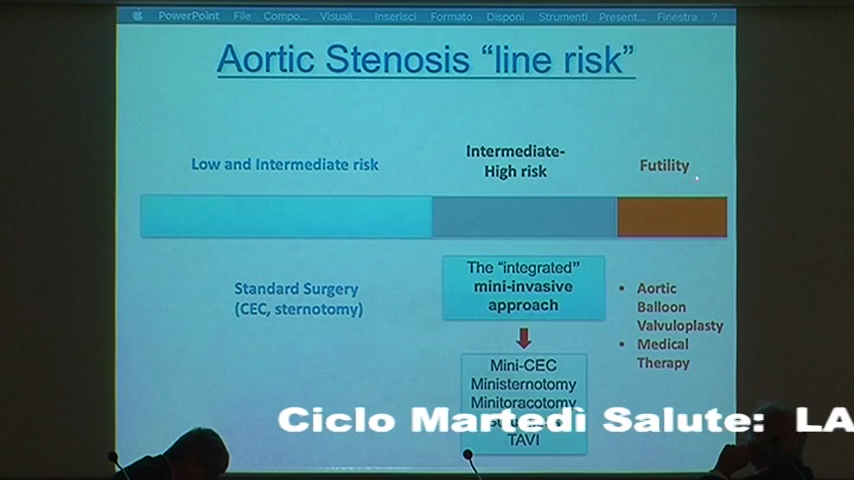 PowerPoint File Compo... Visuali... Inserisci Formato Disponi Strumenti Present... Finestra ?
Aortic Stenosis "line risk"
Low and Intermediate risk
Intermediate-
High risk
Futility
Standard Surgery
(CEC, sternotomy)
The "integrated"
mini-invasive
approach
• Aortic
Balloon
Valvuloplasty
• Medical
Therapy
Mini-CEC
Ministernotomy
Minitoracotomy
TAVI
Ciclo Martedì Salute: LA